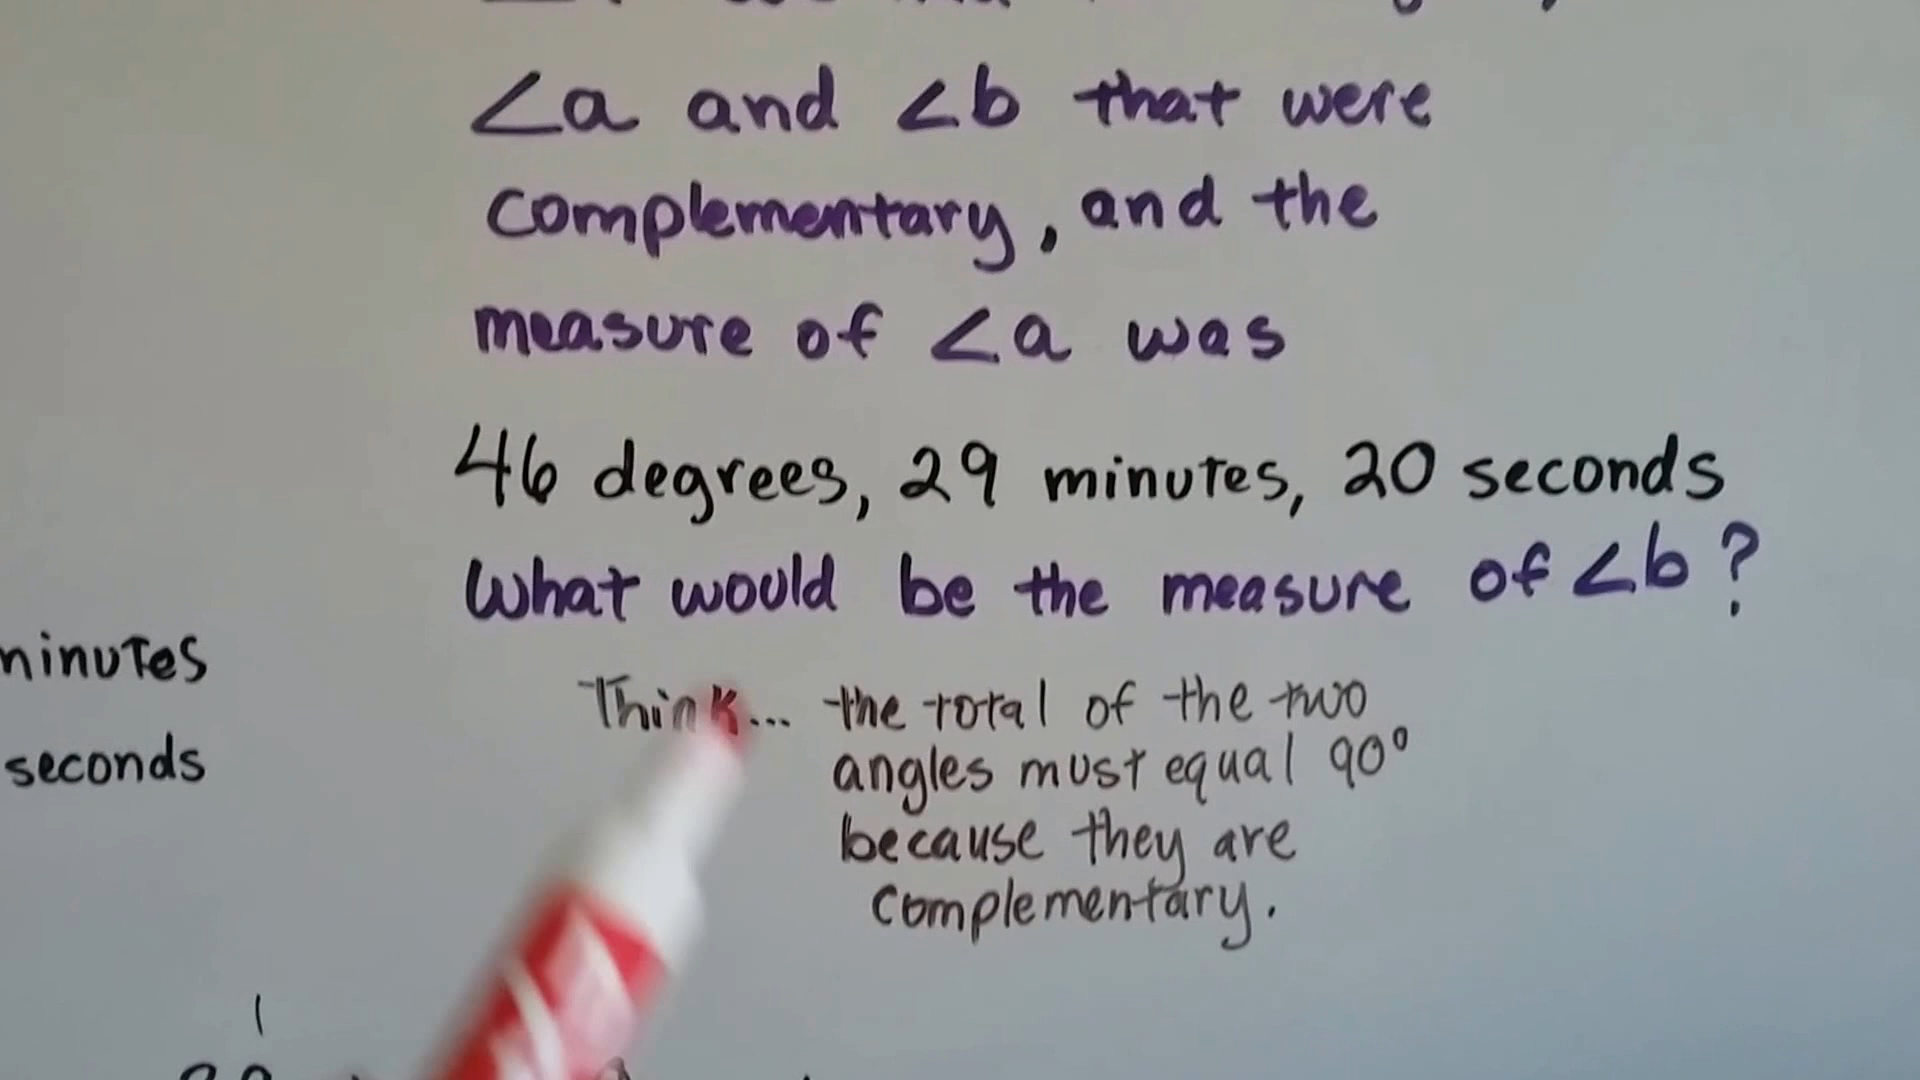 ∠a and ∠b that were
complementary, and the
measure of ∠a was
46 degrees, 29 minutes, 20 seconds
What would be the measure of ∠b?
minutes
seconds
Think... the total of the two
angles must equal 90°
because they are
complementary.
1